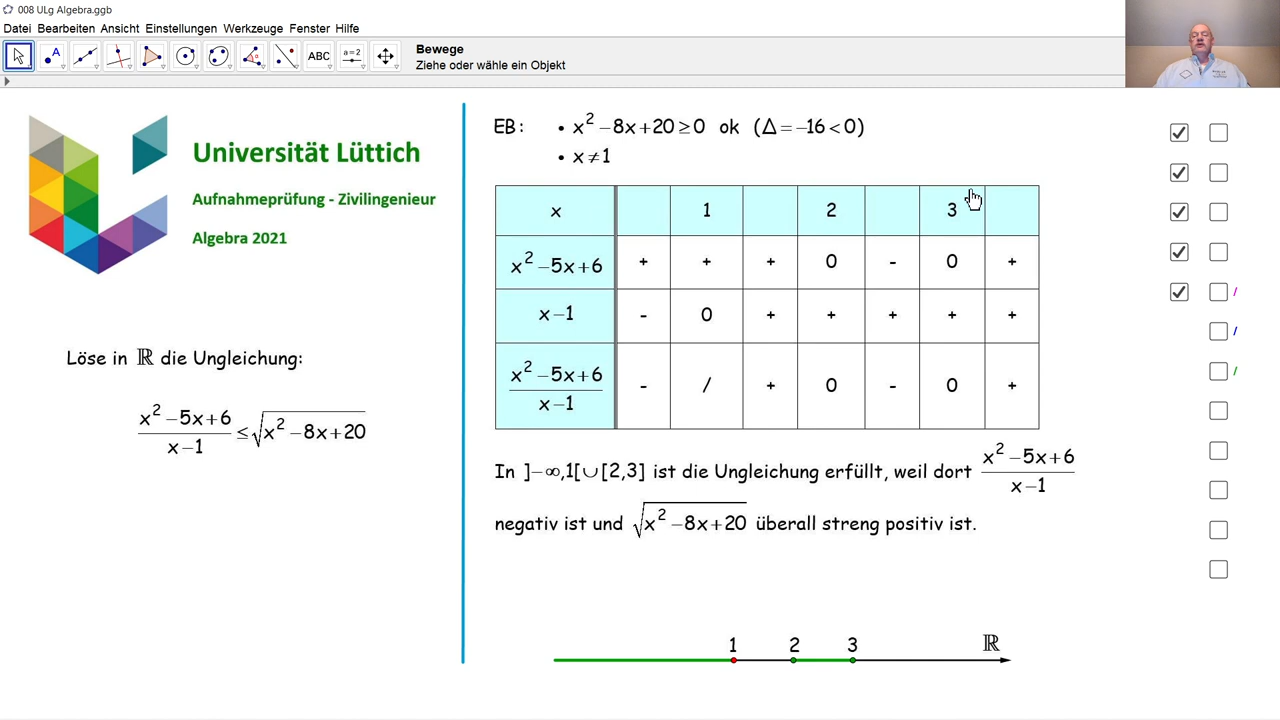 008 ULg Algebra.ggb
Datei Bearbeiten Ansicht Einstellungen Werkzeuge Fenster Hilfe
A ABC a=2
Bewege
Ziehe oder wähle ein Objekt
Universität Lüttich
Aufnahmeprüfung - Zivilingenieur
Algebra 2021
Löse in ℝ die Ungleichung:
(x²−5x+6)/(x−1) ≤ √(x²−8x+20)
EB: • x²−8x+20≥0 ok (Δ=−16<0)
• x≠1
x 1 2 3
x²−5x+6 + + + 0 - 0 +
x−1 - 0 + + + + +
(x²−5x+6)/(x−1) - / + 0 - 0 +
In ]−∞,1[∪[2,3] ist die Ungleichung erfüllt, weil dort (x²−5x+6)/(x−1)
negativ ist und √(x²−8x+20) überall streng positiv ist.
1 2 3 ℝ
/
/
/